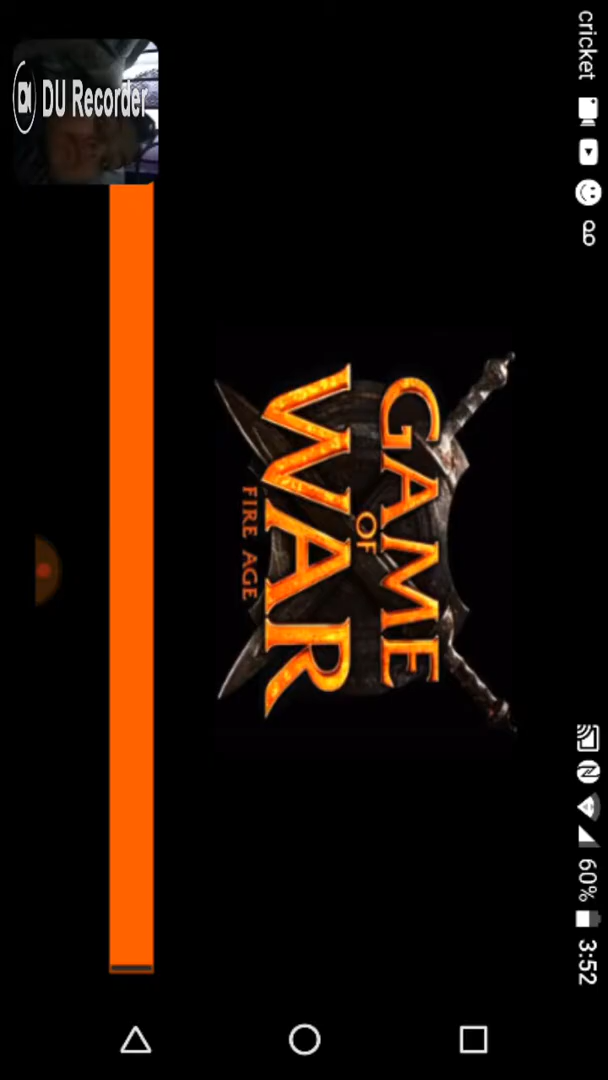 cricket 60% 3:52
DU Recorder
GAME
OF
WAR
FIRE AGE